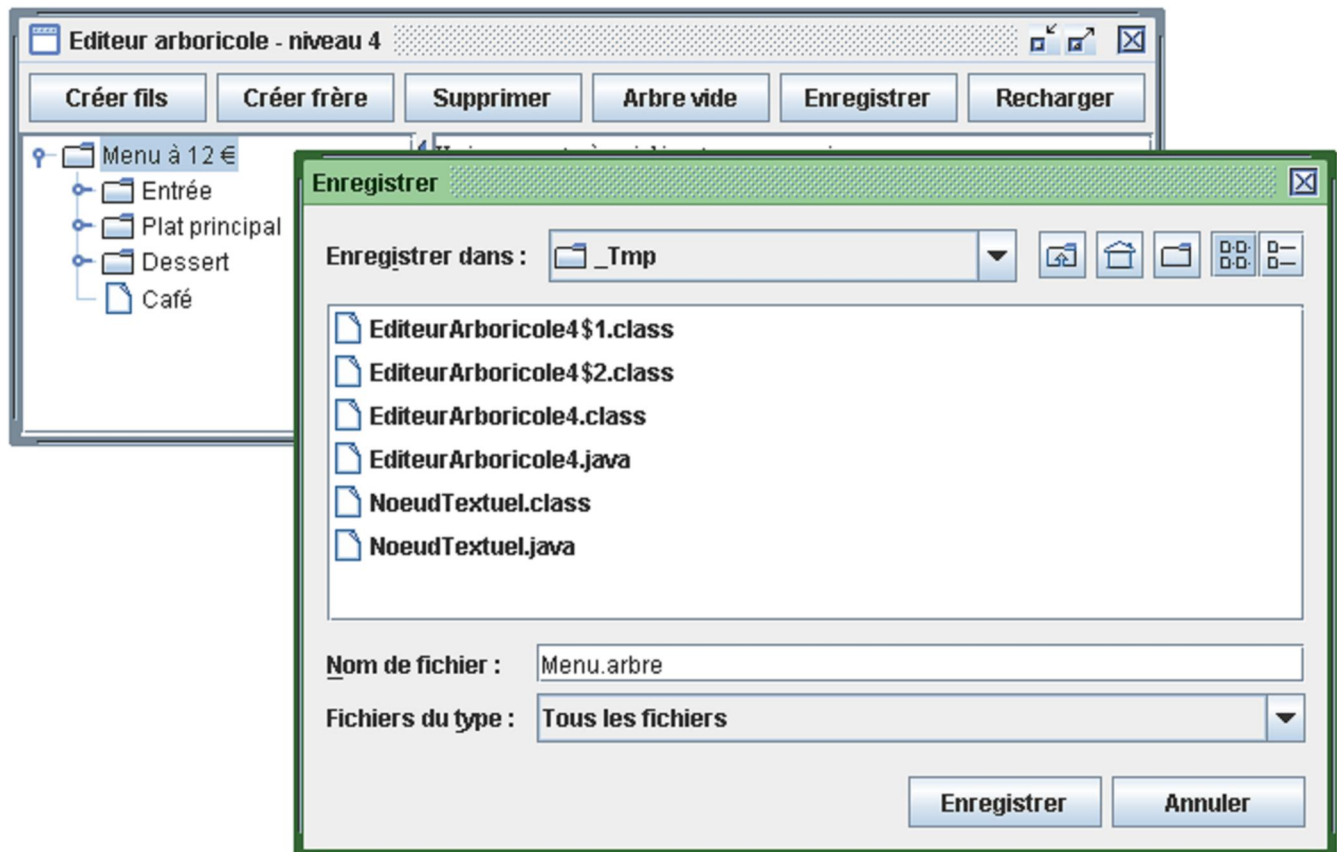 Editeur arboricole - niveau 4
Créer fils Créer frère Supprimer Arbre vide Enregistrer Recharger
Menu à 12 €
Entrée
Plat principal
Dessert
Café
Enregistrer
Enregistrer dans : _Tmp
EditeurArboricole4$1.class
EditeurArboricole4$2.class
EditeurArboricole4.class
EditeurArboricole4.java
NoeudTextuel.class
NoeudTextuel.java
Nom de fichier : Menu.arbre
Fichiers du type : Tous les fichiers
Enregistrer Annuler